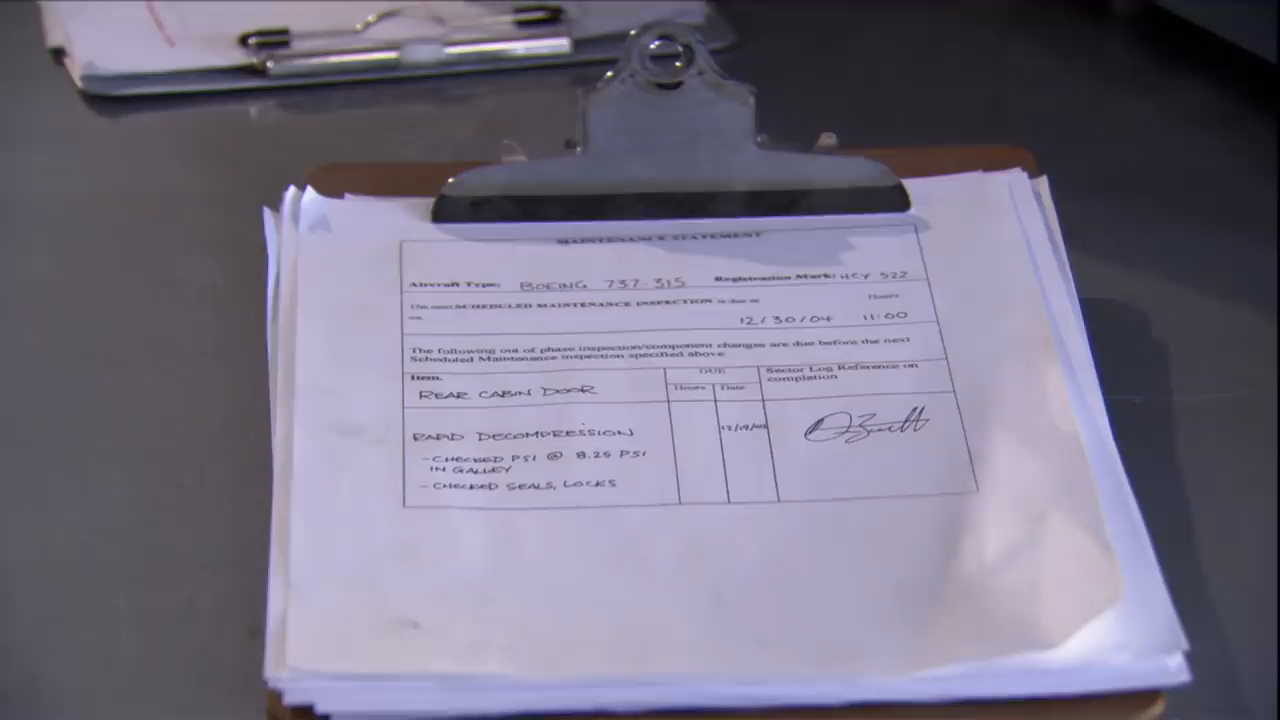 MAINTENANCE STATEMENT
Aircraft Type: BOEING 737-315 Registration Mark: HCY 522
The next SCHEDULED MAINTENANCE INSPECTION is due at Hours
on 12/30/04 11:00
The following out of phase inspection/component changes are due before the next
Scheduled Maintenance inspection specified above
Item. DUE Sector Log Reference on
completion
Hours Date
REAR CABIN DOOR
RAPID DECOMPRESSION
- CHECKED PSI @ 8.25 PSI
IN GALLEY
- CHECKED SEALS, LOCKS